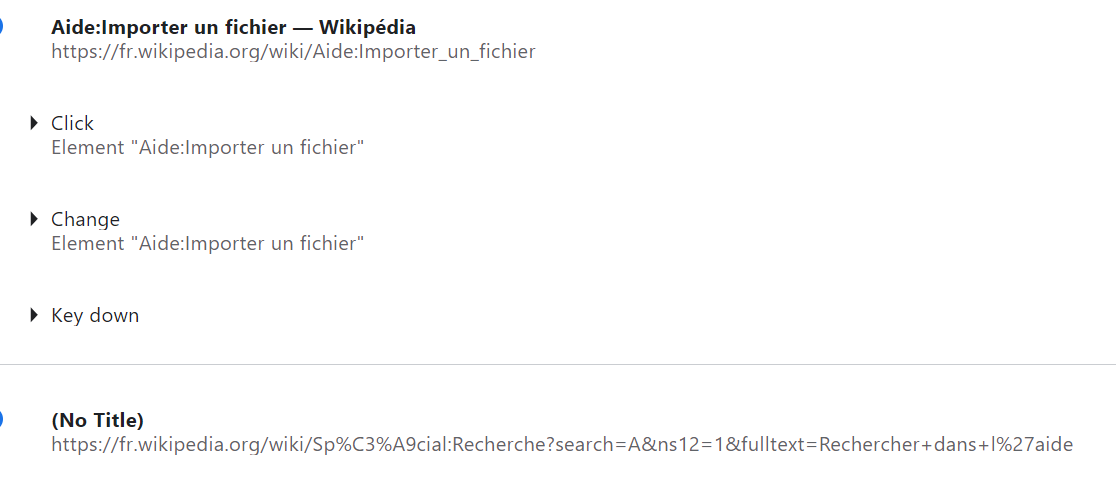 Aide:Importer un fichier — Wikipédia
https://fr.wikipedia.org/wiki/Aide:Importer_un_fichier
Click
Element "Aide:Importer un fichier"
Change
Element "Aide:Importer un fichier"
Key down
(No Title)
https://fr.wikipedia.org/wiki/Sp%C3%A9cial:Recherche?search=A&ns12=1&fulltext=Rechercher+dans+l%27aide